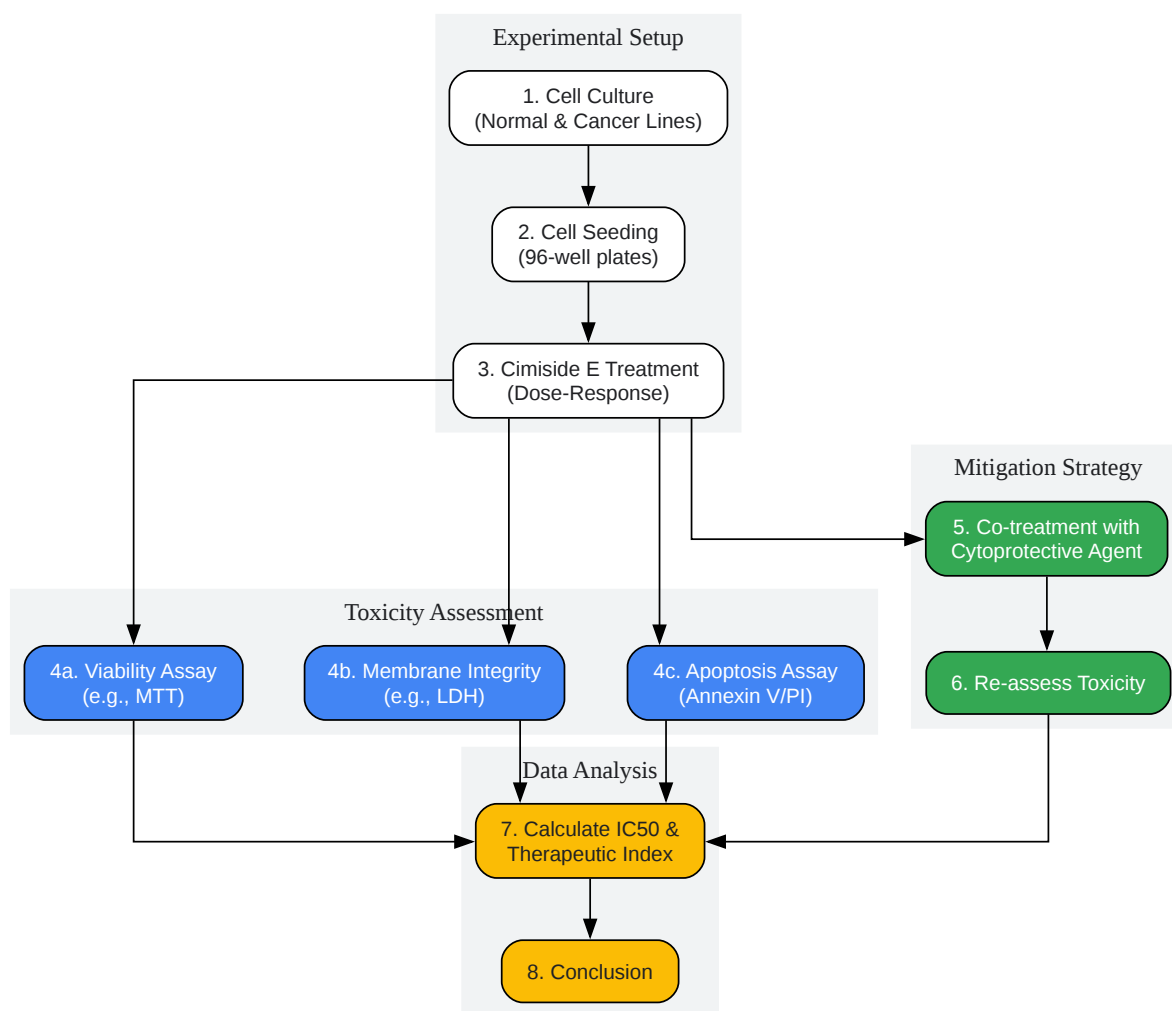 Experimental Setup
1. Cell Culture
(Normal & Cancer Lines)
2. Cell Seeding
(96-well plates)
3. Cimiside E Treatment
(Dose-Response)
Mitigation Strategy
5. Co-treatment with
Cytoprotective Agent
6. Re-assess Toxicity
Toxicity Assessment
4a. Viability Assay
(e.g., MTT)
4b. Membrane Integrity
(e.g., LDH)
4c. Apoptosis Assay
(Annexin V/PI)
Data Analysis
7. Calculate IC50 &
Therapeutic Index
8. Conclusion